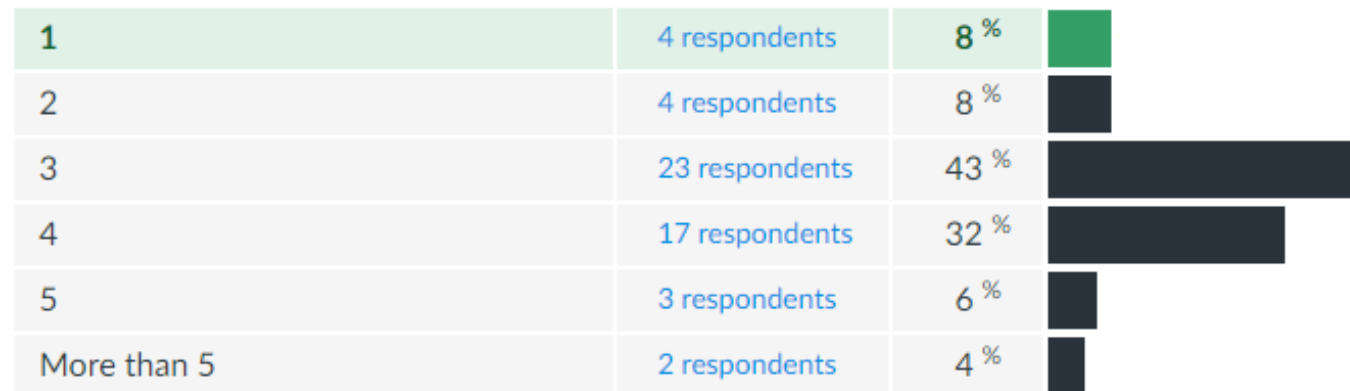 1 4 respondents 8 %
2 4 respondents 8 %
3 23 respondents 43 %
4 17 respondents 32 %
5 3 respondents 6 %
More than 5 2 respondents 4 %